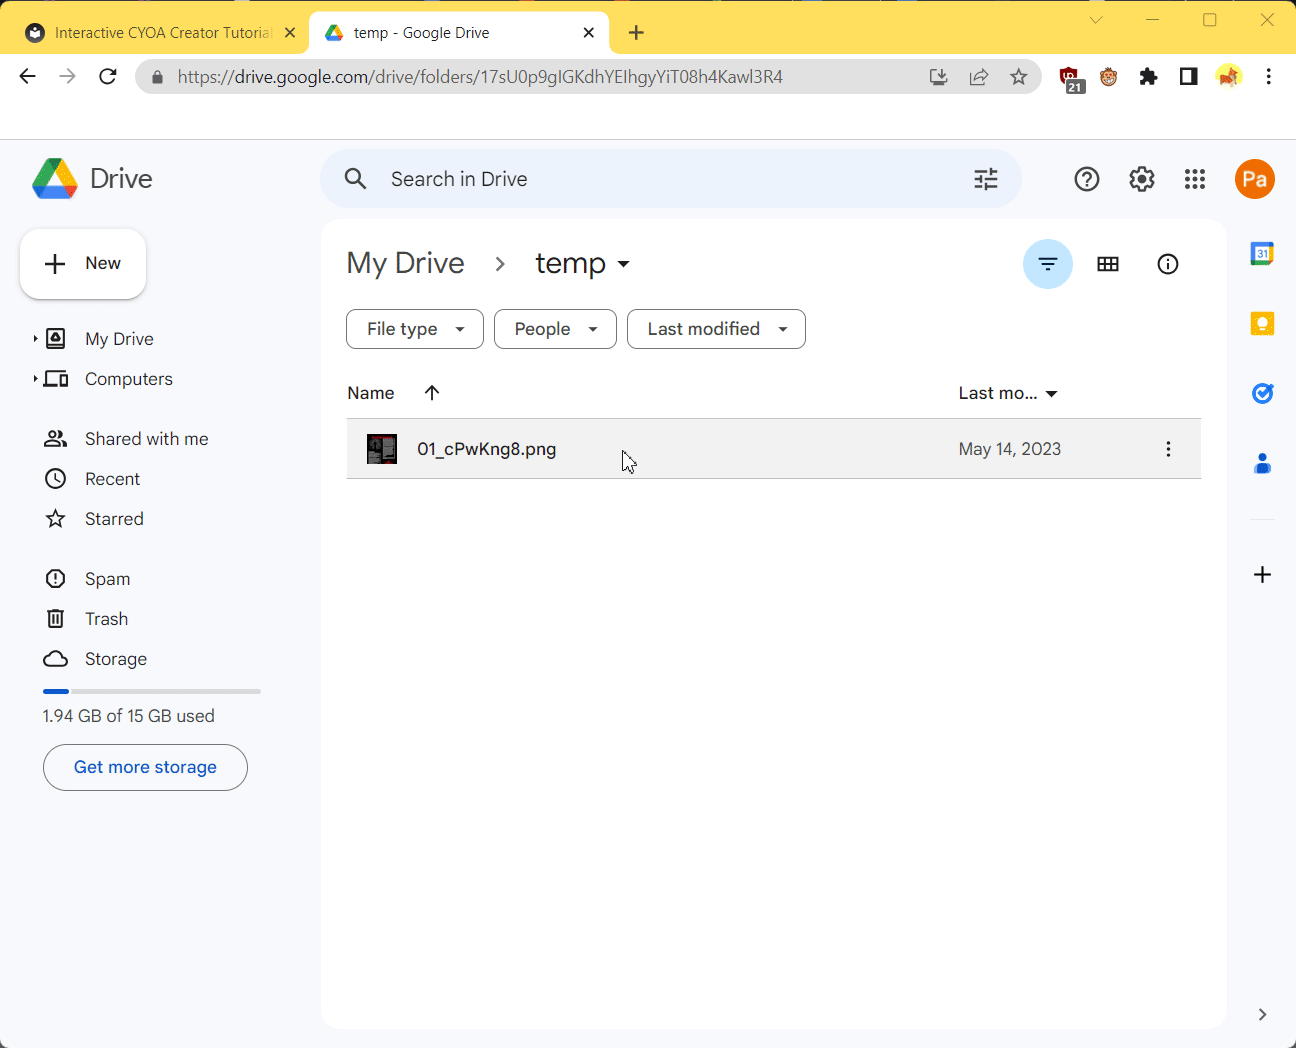 Interactive CYOA Creator Tutorial
temp - Google Drive
https://drive.google.com/drive/folders/17sU0p9gIGKdhYEIhgyYiT08h4Kawl3R4
21
Drive
Search in Drive
Pa
New
My Drive
temp
31
File type
People
Last modified
My Drive
Computers
Name
Last mo...
Shared with me
01_cPwKng8.png
May 14, 2023
Recent
Starred
Spam
Trash
Storage
1.94 GB of 15 GB used
Get more storage